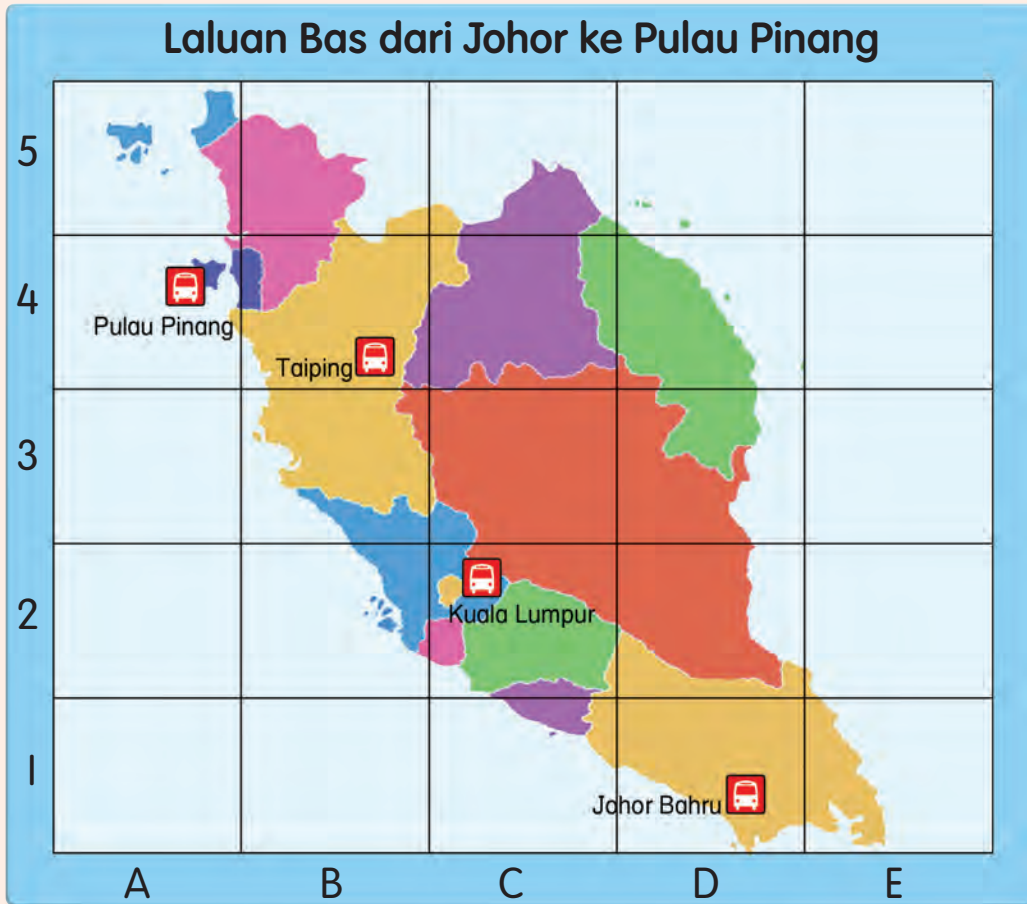 Laluan Bas dari Johor ke Pulau Pinang
5
4
Pulau Pinang
Taiping
3
2
Kuala Lumpur
1
Johor Bahru
A B C D E